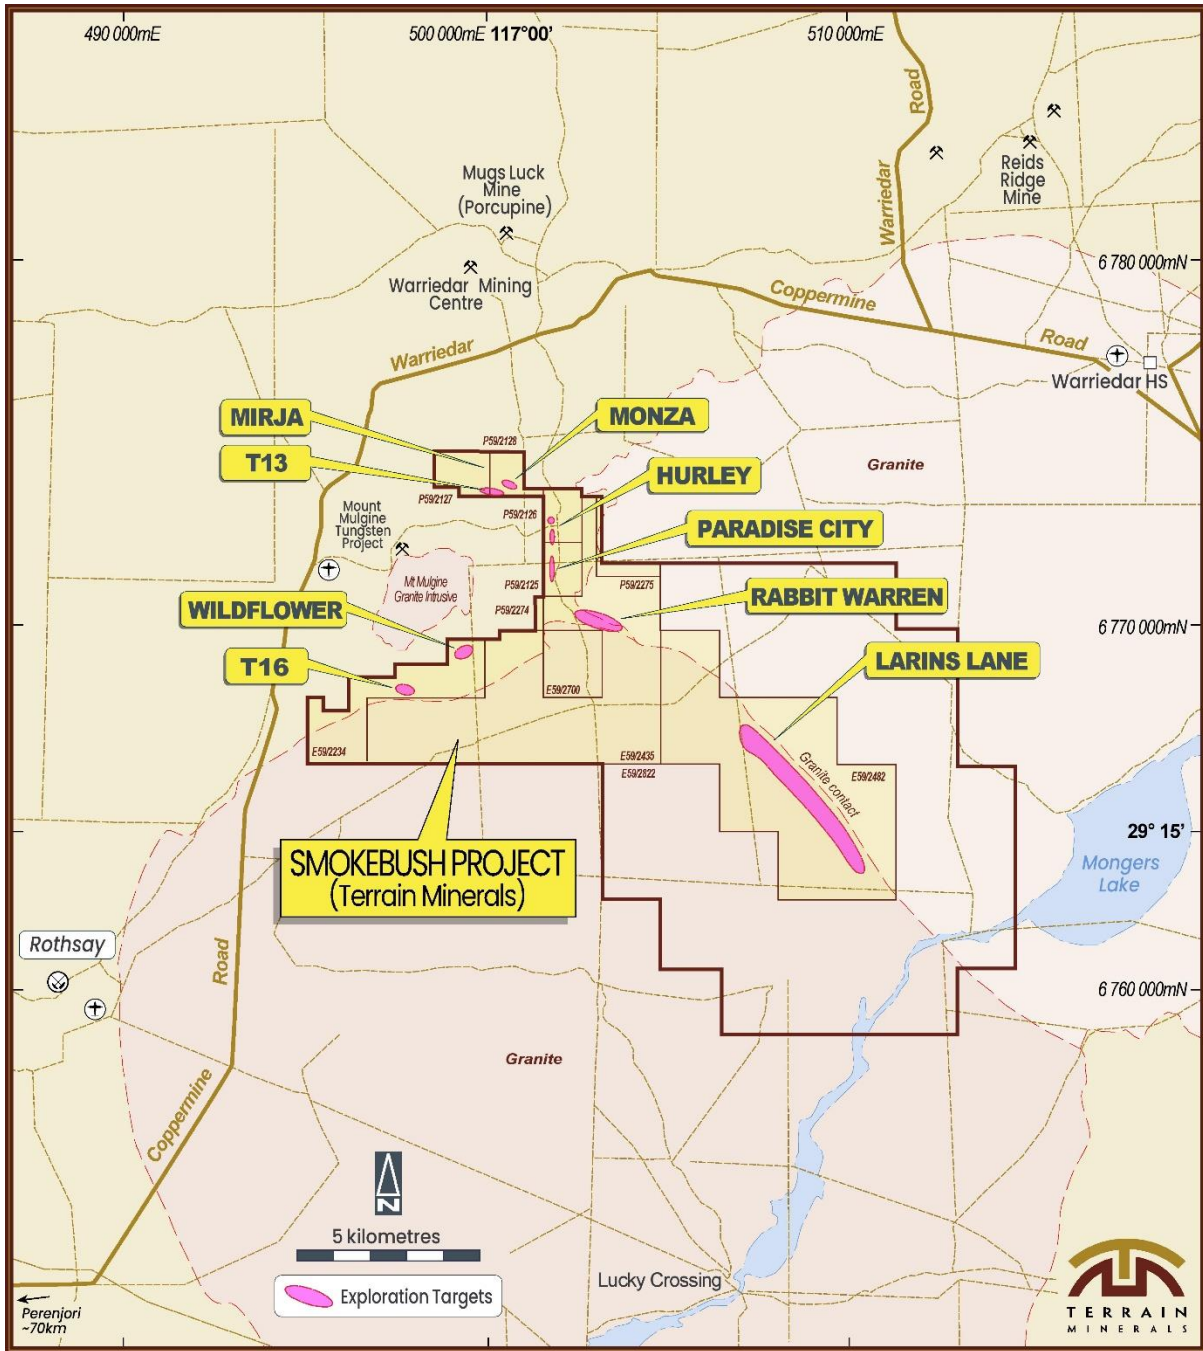 490 000mE
500 000mE 117°00'
510 000mE
Road
Warriedar
Reids
Ridge
Mine
Mugs Luck
Mine
(Porcupine)
Warriedar Mining
Centre
6 780 000mN
Coppermine
Road
Warriedar
Warriedar HS
MIRJA
MONZA
P59/2128
T13
HURLEY
Granite
P59/2127
P59/2126
Mount
Mulgine
Tungsten
Project
PARADISE CITY
Mt Mulgine
Granite Intrusive
P59/2125
P59/2275
WILDFLOWER
P59/2274
RABBIT WARREN
6 770 000mN
T16
LARINS LANE
E59/2700
E59/2234
E59/2435
E59/2822
E59/2482
Granite contact
SMOKEBUSH PROJECT
(Terrain Minerals)
29° 15'
Mongers
Lake
Rothsay
Road
6 760 000mN
Granite
Coppermine
N
5 kilometres
Exploration Targets
Lucky Crossing
Perenjori
~70km
TERRAIN
MINERALS